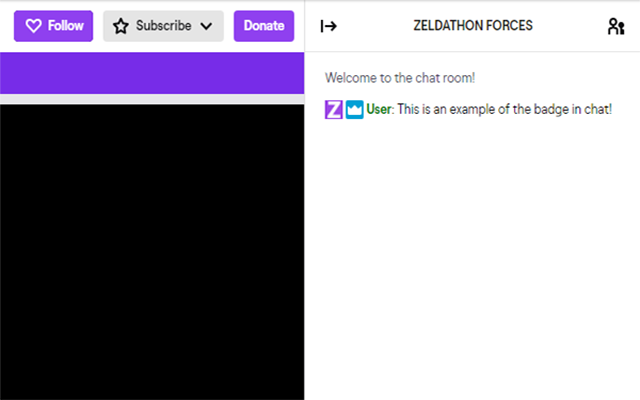 Follow
Subscribe
Donate
ZELDATHON FORCES
Welcome to the chat room!
Z User: This is an example of the badge in chat!